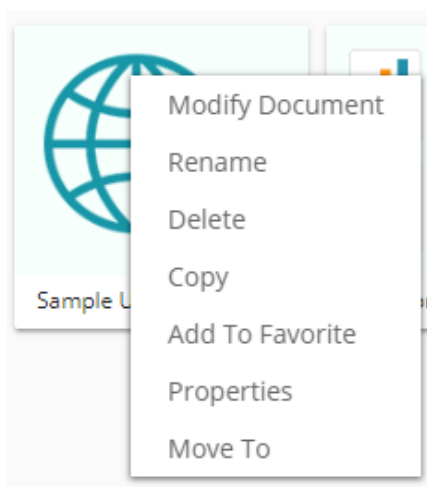 Modify Document
Rename
Delete
Copy
Sample U
Add To Favorite
Properties
Move To